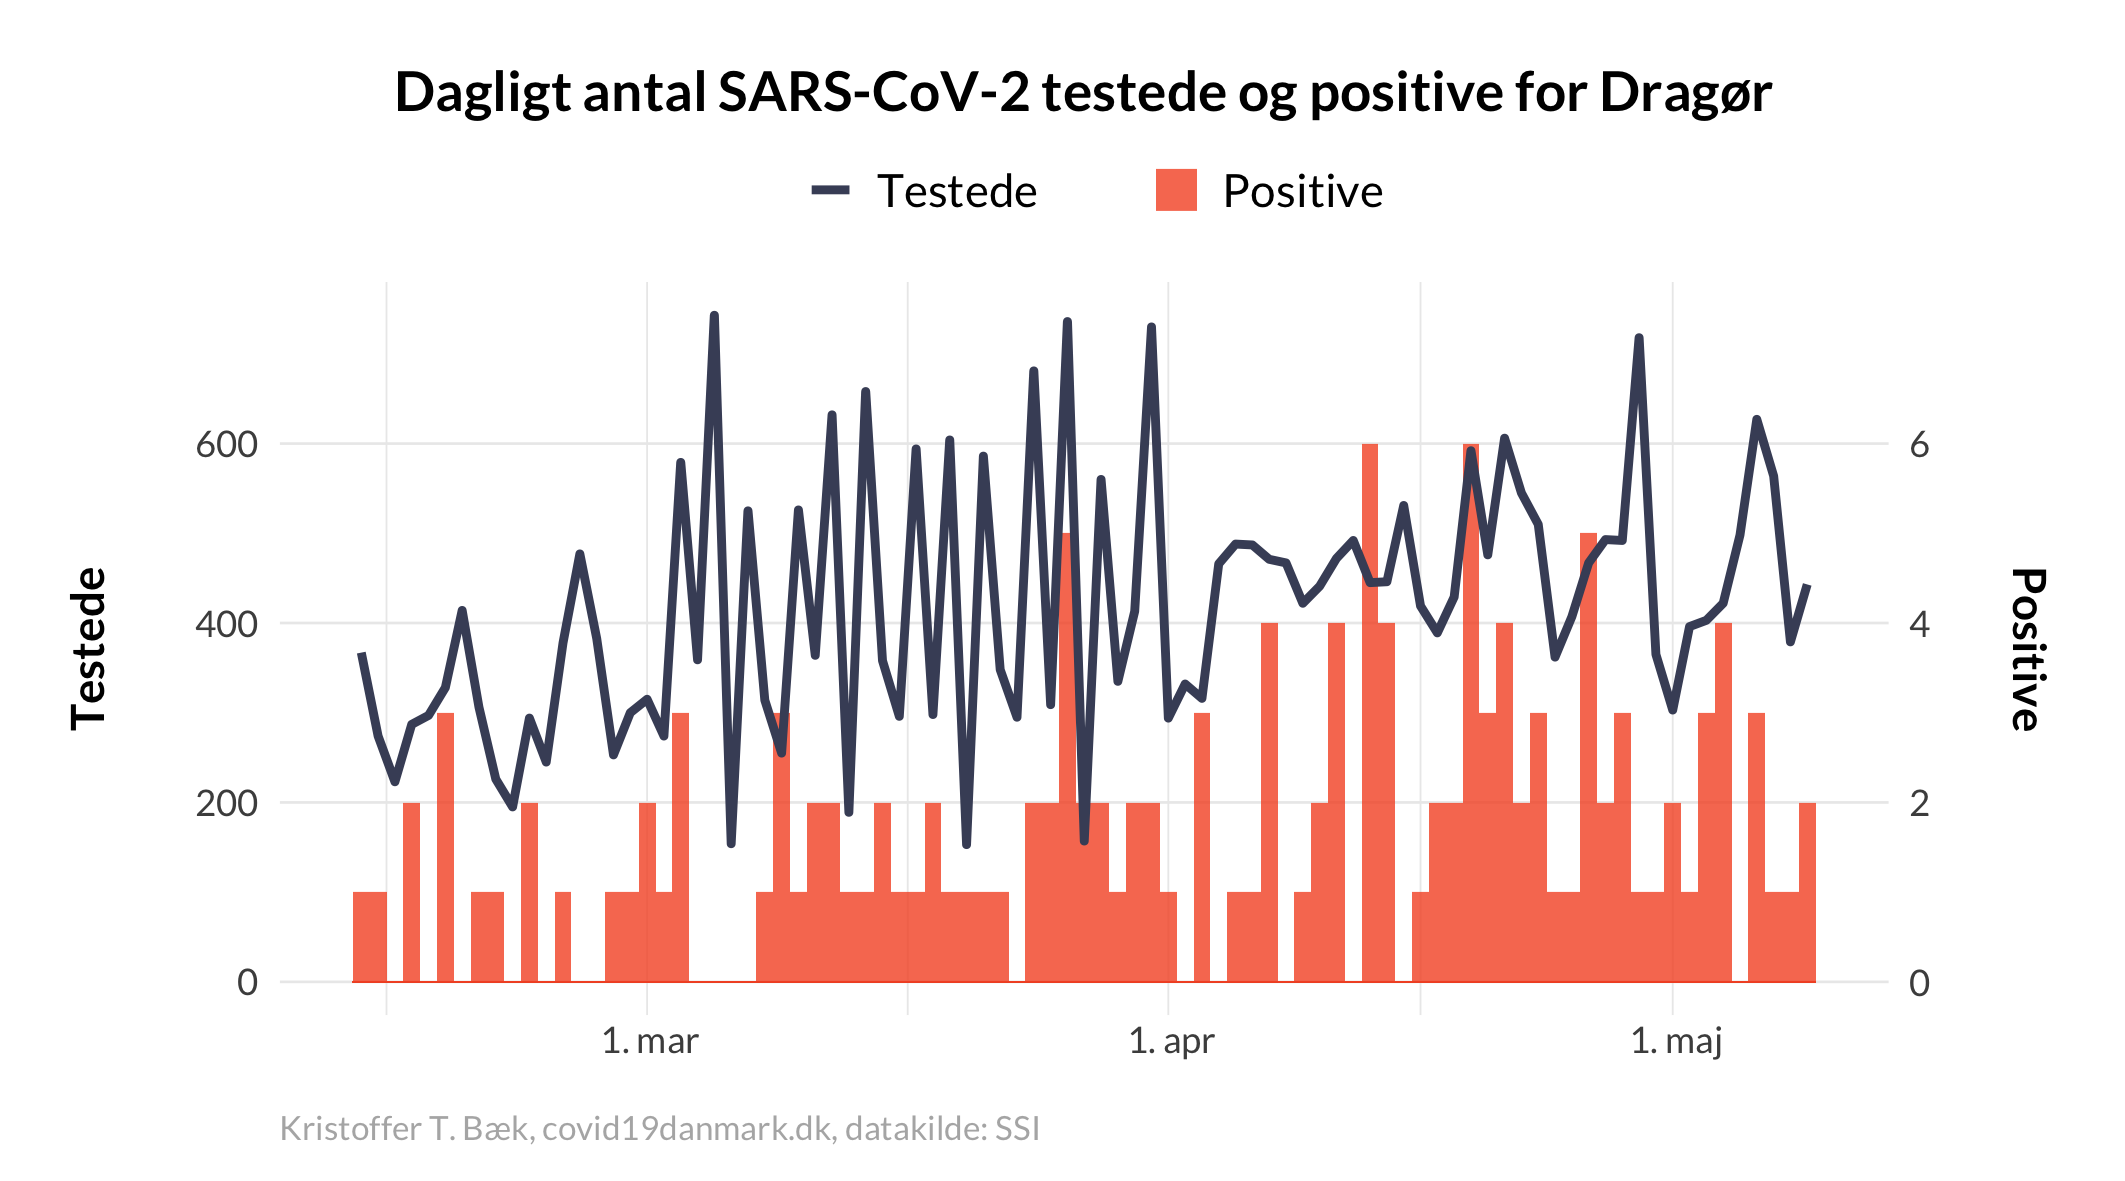 Dagligt antal SARS-CoV-2 testede og positive for Dragør
Testede
Positive
Testede
600
400
200
0
6
4
2
0
Positive
1. mar
1. apr
1. maj
Kristoffer T. Bæk, covid19danmark.dk, datakilde: SSI